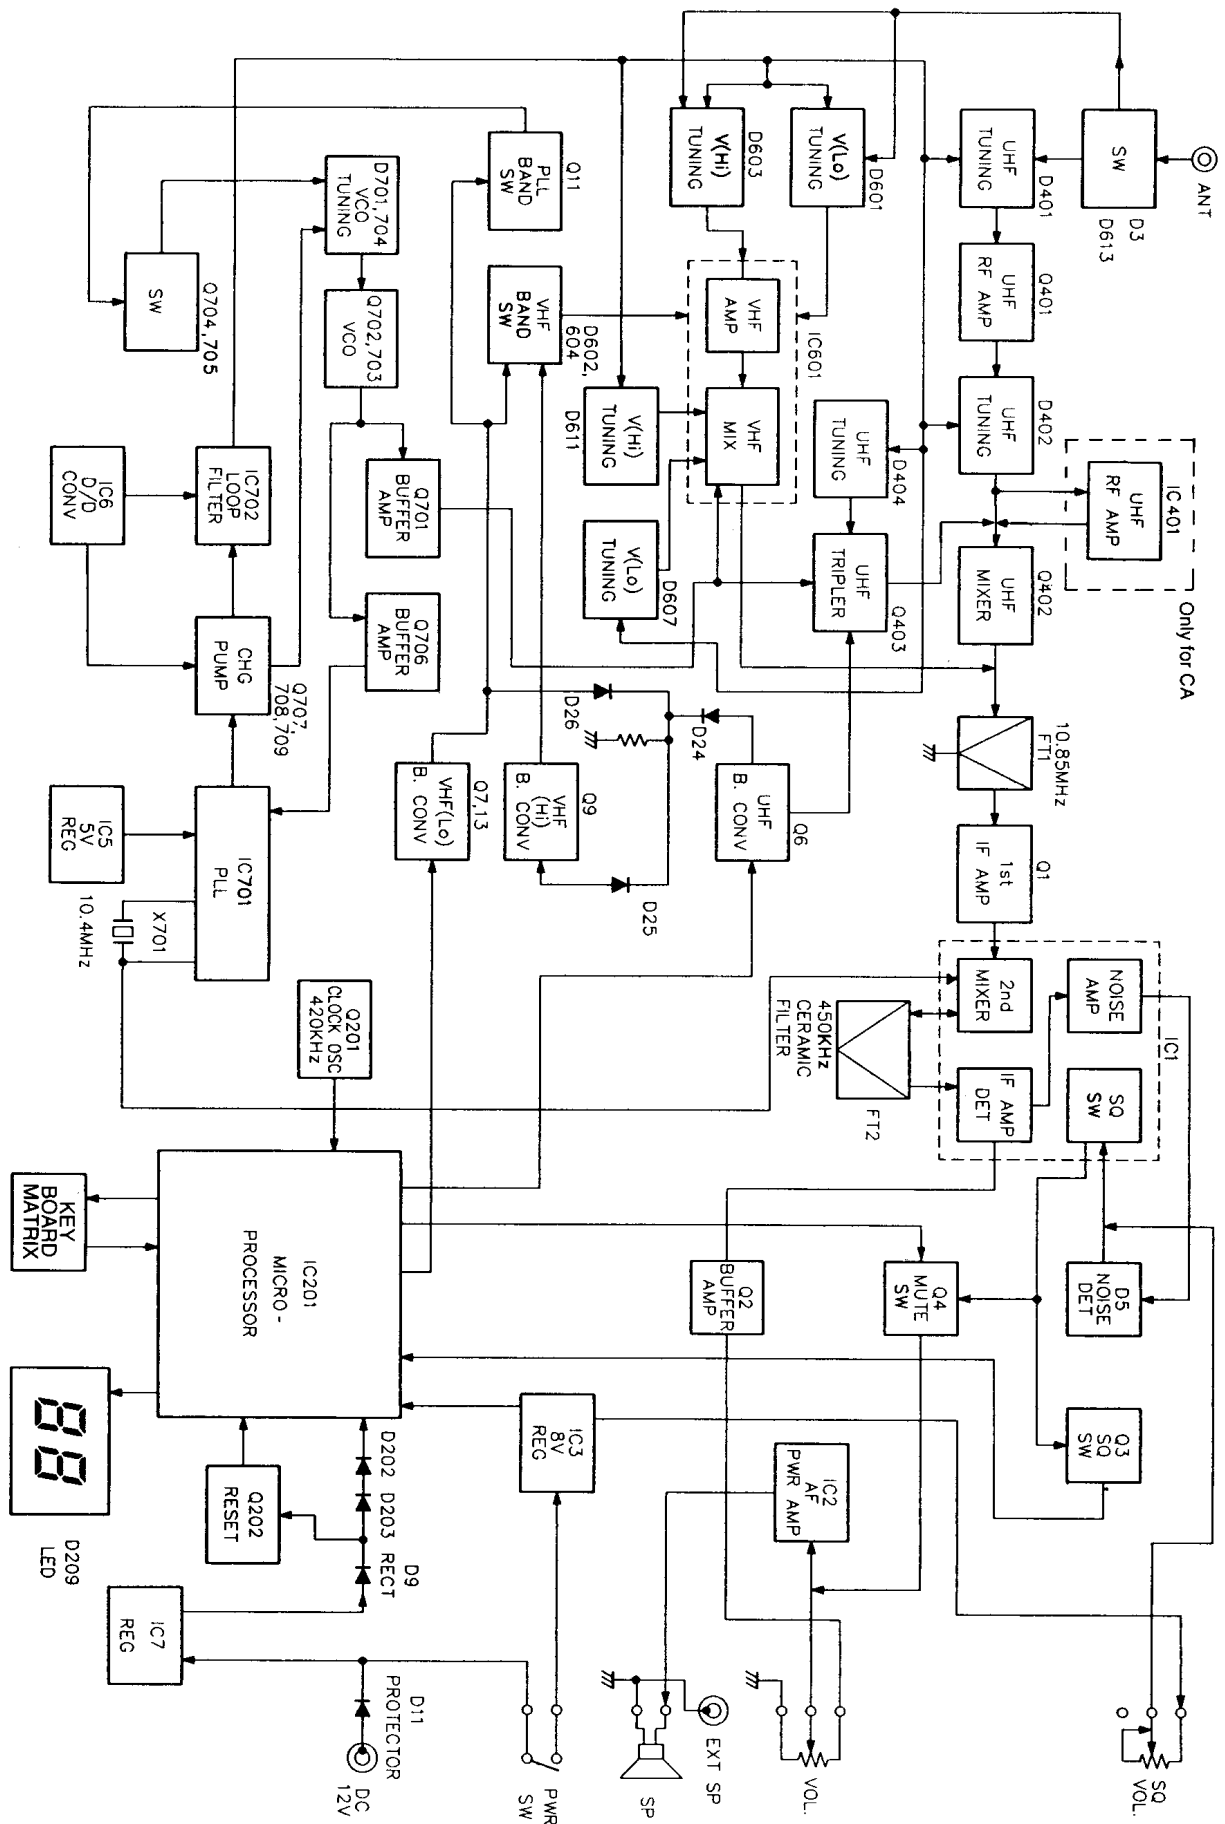 ANT
SW
D3
D613
UHF
TUNING
D401
UHF
RF AMP
Q401
UHF
TUNING
D402
IC401
UHF
RF AMP
Only for CA
UHF
MIXER
Q402
10.85MHz
FT1
1st
IF AMP
Q1
2nd
MIXER
NOISE
AMP
IC1
SQ
SW
IF AMP
DET
450KHz
CERAMIC
FILTER
FT2
D5
NOISE
DET
Q3
SQ
SW
SQ
VOL.
Q4
MUTE
SW
Q2
BUFFER
AMP
IC2
AF
PWR AMP
VOL.
EXT SP
SP
V(Lo)
TUNING
D601
V(Hi)
TUNING
D603
VHF
AMP
IC601
VHF
MIX
UHF
TUNING
D404
UHF
TRIPLER
Q403
V(Hi)
TUNING
D611
V(Lo)
TUNING
D607
UHF
B. CONV
Q6
D24
D25
D26
VHF
(Hi)
B. CONV
Q9
VHF(Lo)
B. CONV
Q7,13
PLL
BAND
SW
Q11
VHF
BAND
SW
D602,
604
D701,704
VCO
TUNING
Q702,703
VCO
Q701
BUFFER
AMP
Q706
BUFFER
AMP
SW
Q704,705
IC702
LOOP
FILTER
IC6
D/D
CONV
CHG
PUMP
Q707,
708,709
IC701
PLL
IC5
5V
REG
X701
10.4MHz
Q201
CLOCK OSC
420KHz
IC201
MICRO -
PROCESSOR
KEY
BOARD
MATRIX
88
D209
LED
Q202
RESET
D202
D203
D9
RECT
IC3
8V
REG
IC7
REG
D11
PROTECTOR
DC
12V
PWR
SW